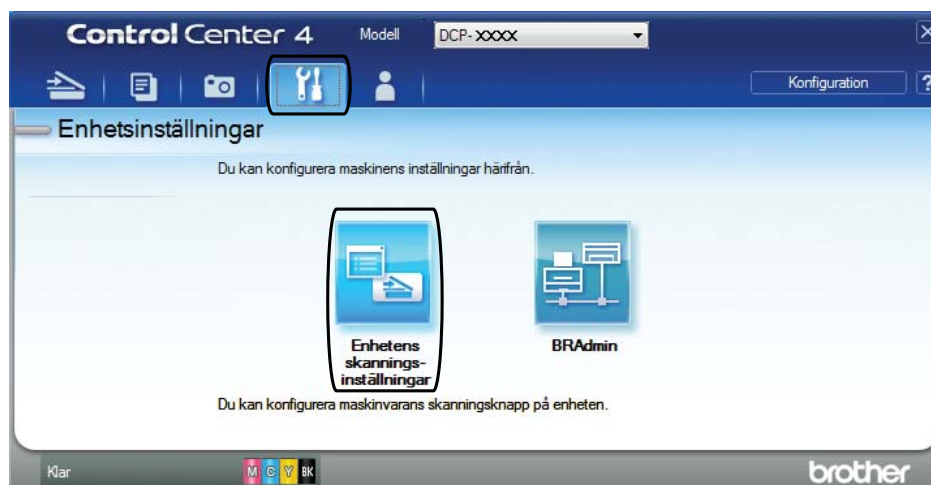 Control Center 4
Modell
DCP- XXXX
Konfiguration
?
Enhetsinställningar
Du kan konfigurera maskinens inställningar härifrån.
Enhetens
skannings-
inställningar
BRAdmin
Du kan konfigurera maskinvarans skanningsknapp på enheten.
Klar
M C Y BK
brother